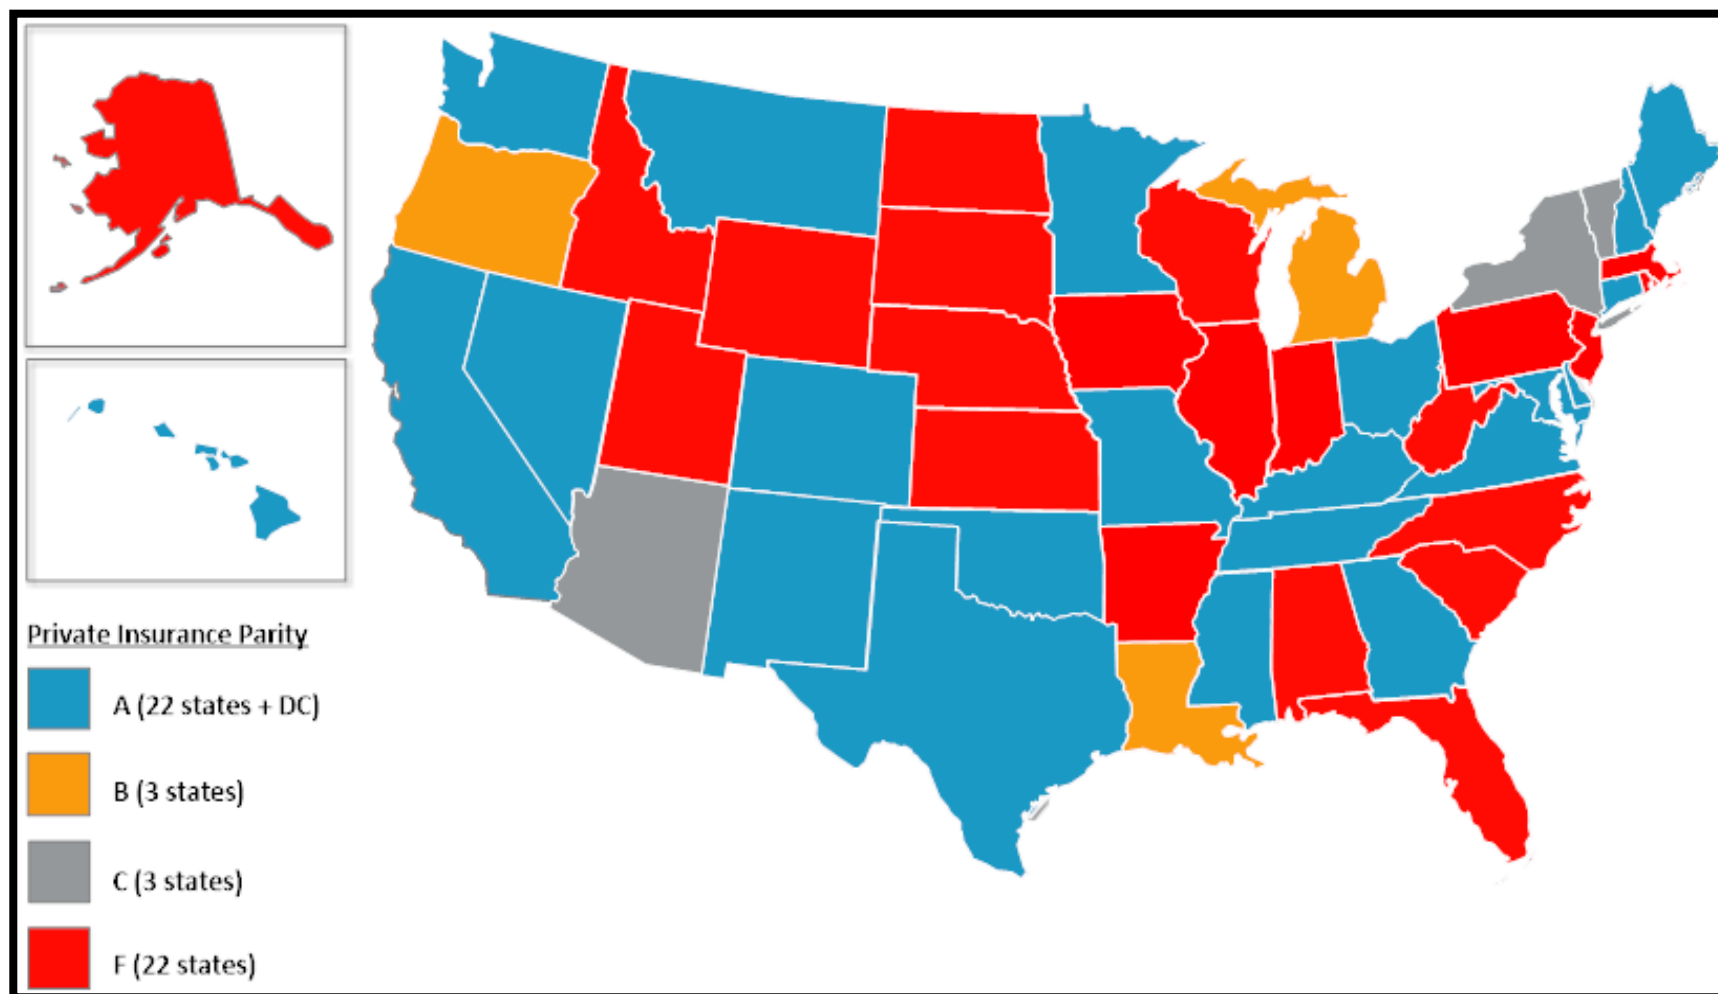 Private Insurance Parity
A (22 states + DC)
B (3 states)
C (3 states)
F (22 states)